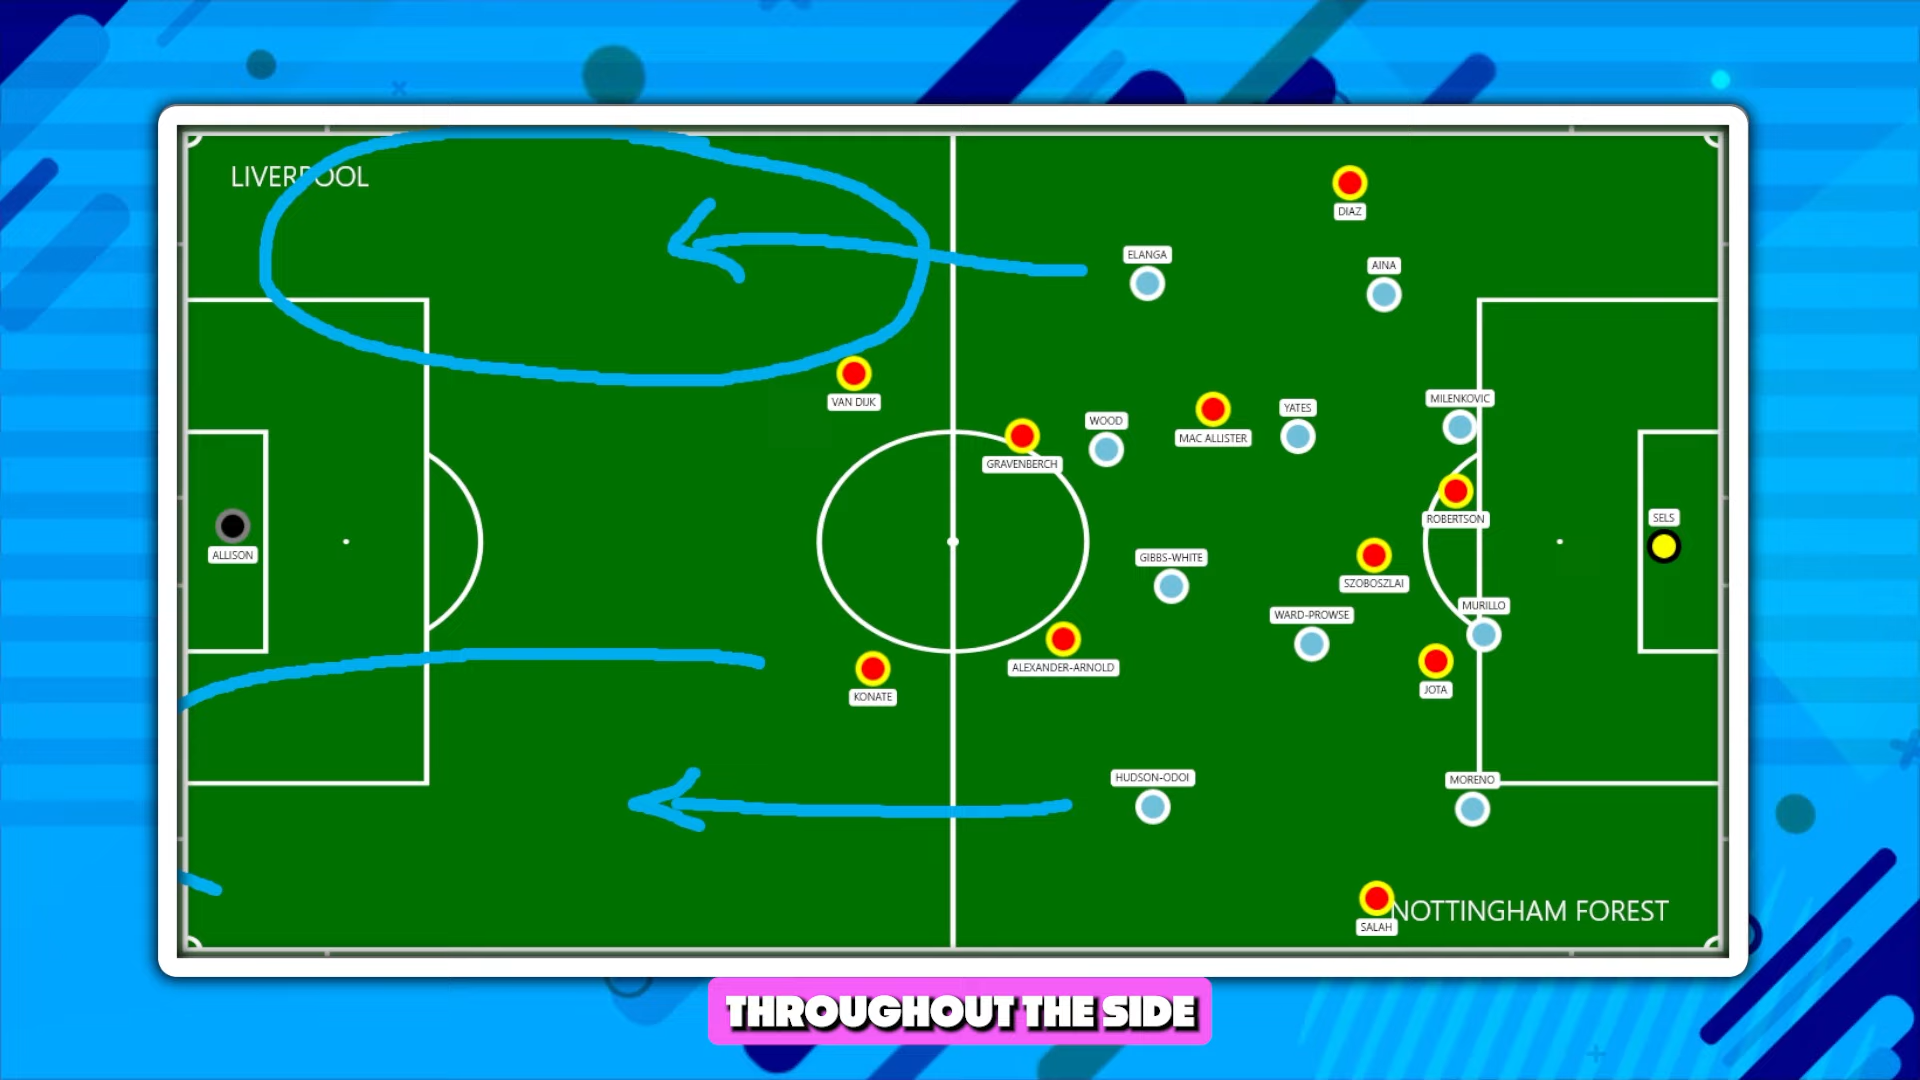 LIVERPOOL
DIAZ
ELANGA
AINA
VAN DIJK
MILENKOVIC
YATES
WOOD
MAC ALLISTER
GRAVENBERCH
ROBERTSON
SELS
ALLISON
GIBBS-WHITE
SZOBOSZLAI
MURILLO
WARD-PROWSE
ALEXANDER-ARNOLD
KONATE
JOTA
HUDSON-ODOI
MORENO
NOTTINGHAM FOREST
SALAH
THROUGHOUT THE SIDE